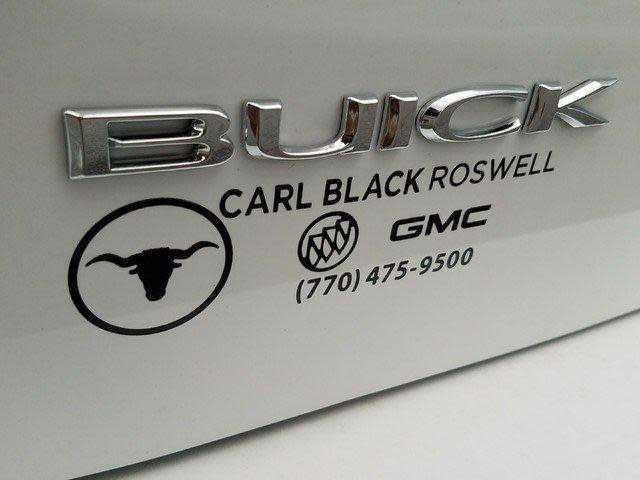 BUICK
CARL BLACK ROSWELL
GMC
(770) 475-9500